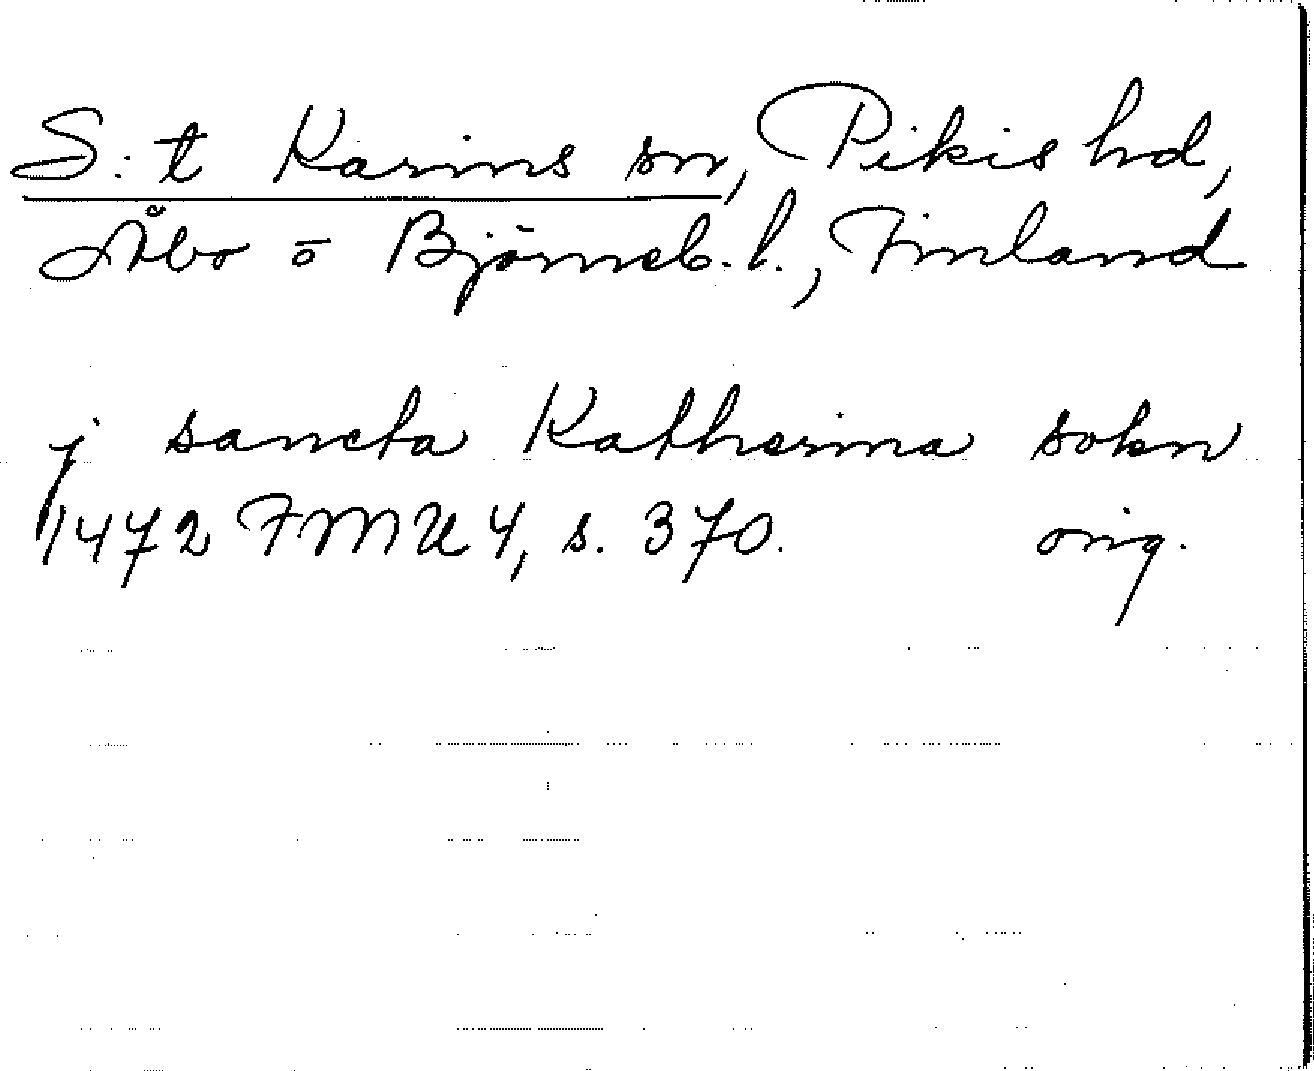 S:t Karins sn, Pikis hd,
Åbo o Björneb. l., Finland
j sancta Katherina sokn
1472 FMU 4, s. 370. orig.